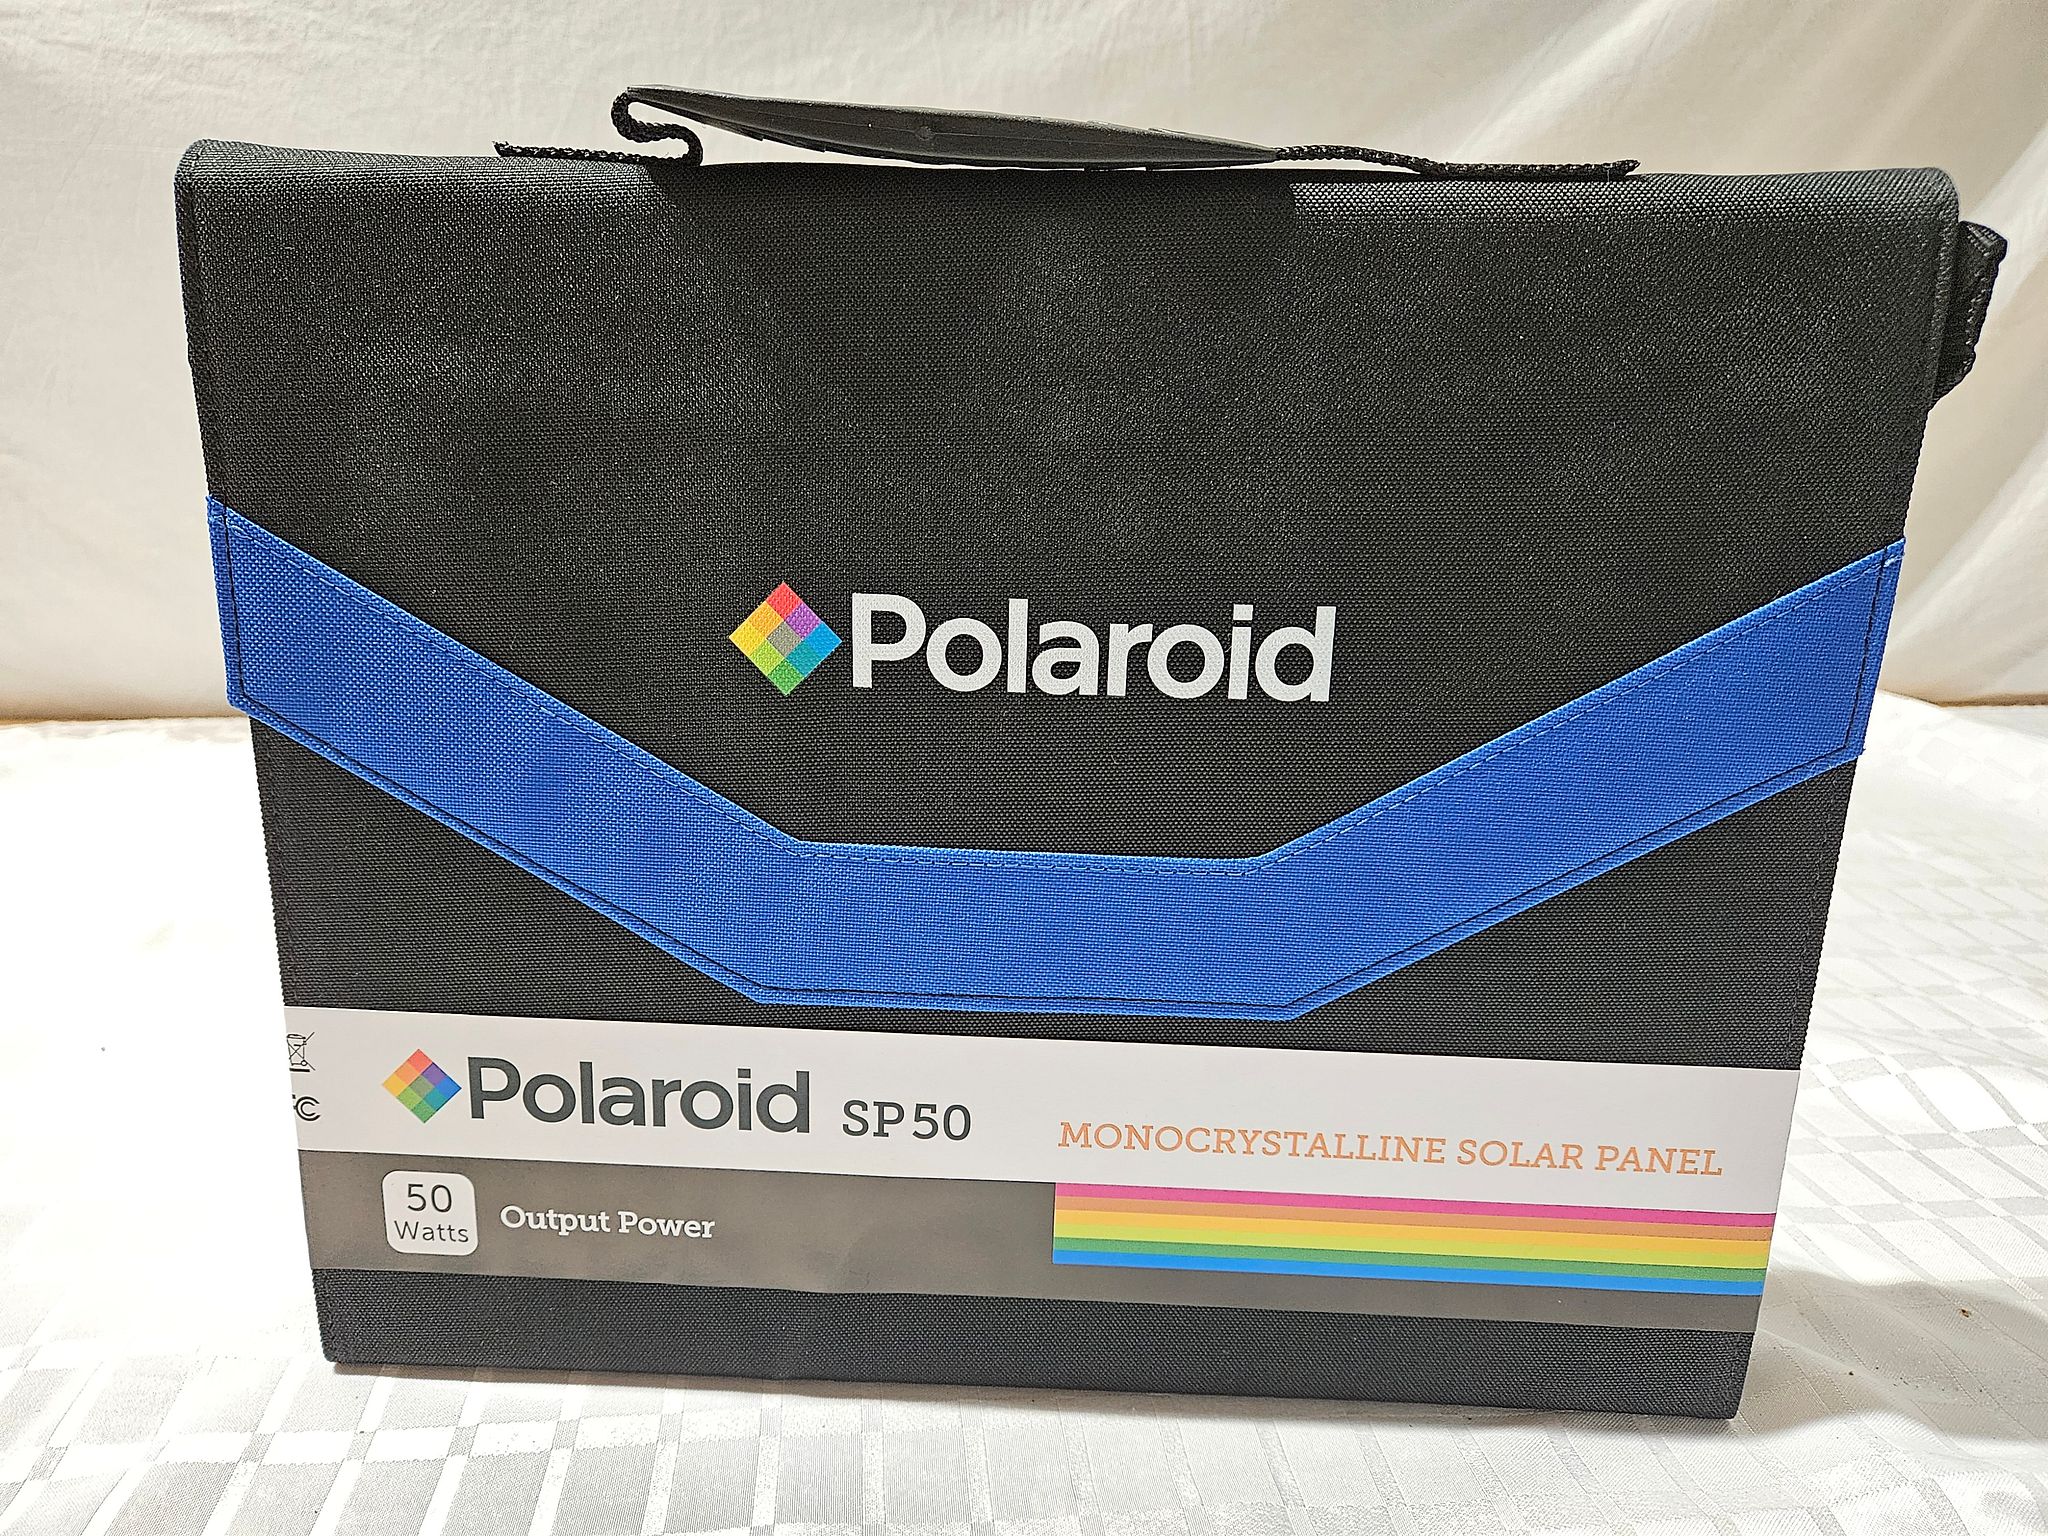 Polaroid
Polaroid SP50
MONOCRYSTALLINE SOLAR PANEL
50
Watts
Output Power